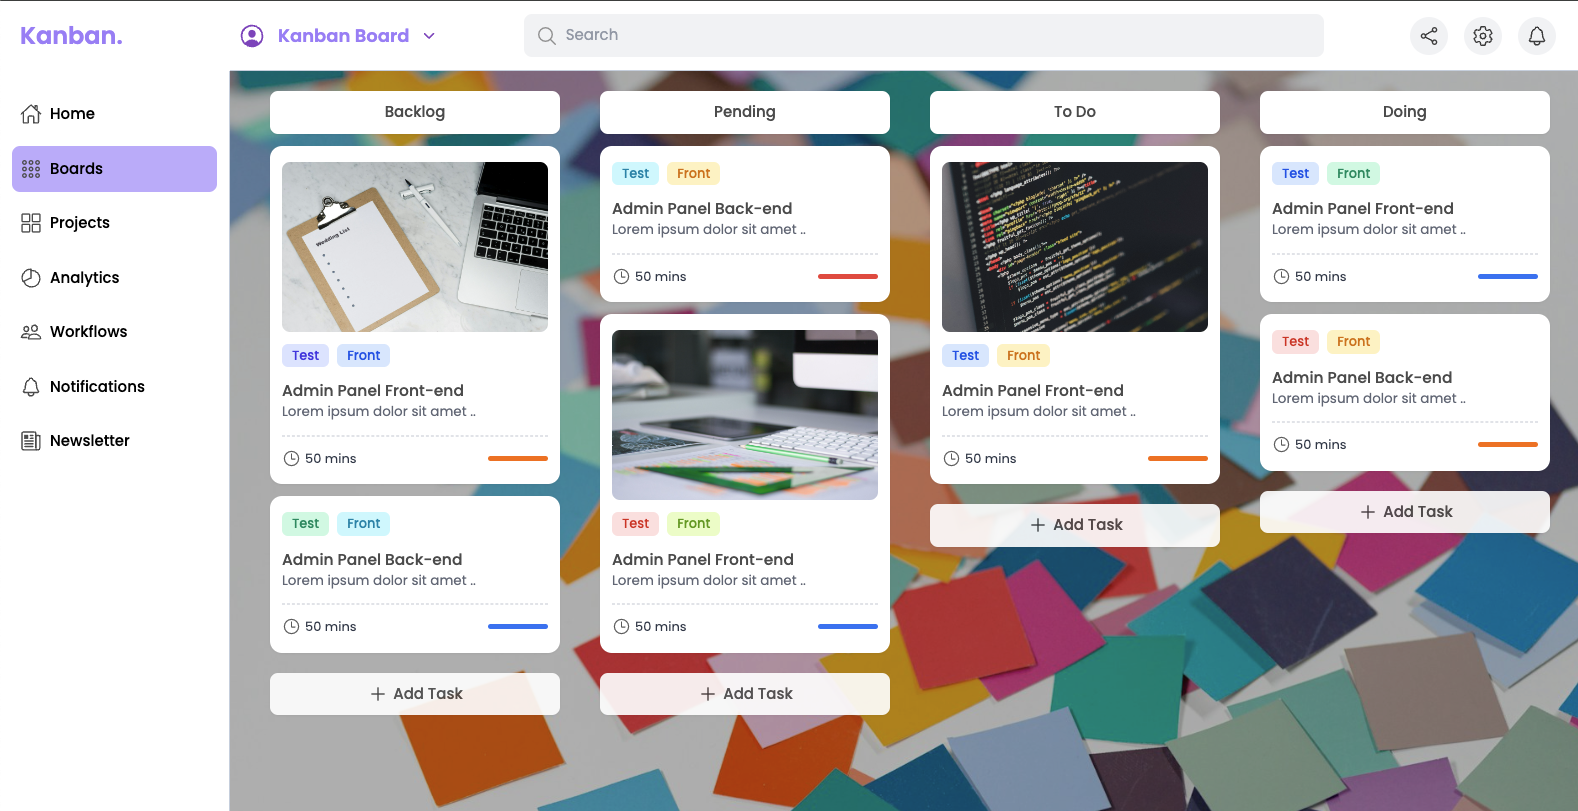 Kanban.
Kanban Board
Search
Home
Boards
Projects
Analytics
Workflows
Notifications
Newsletter
Backlog
Wedding List
Test Front
Admin Panel Front-end
Lorem ipsum dolor sit amet ..
50 mins
Test Front
Admin Panel Back-end
Lorem ipsum dolor sit amet ..
50 mins
+ Add Task
Pending
Test Front
Admin Panel Back-end
Lorem ipsum dolor sit amet ..
50 mins
Test Front
Admin Panel Front-end
Lorem ipsum dolor sit amet ..
50 mins
+ Add Task
To Do
Test Front
Admin Panel Front-end
Lorem ipsum dolor sit amet ..
50 mins
+ Add Task
Doing
Test Front
Admin Panel Front-end
Lorem ipsum dolor sit amet ..
50 mins
Test Front
Admin Panel Back-end
Lorem ipsum dolor sit amet ..
50 mins
+ Add Task